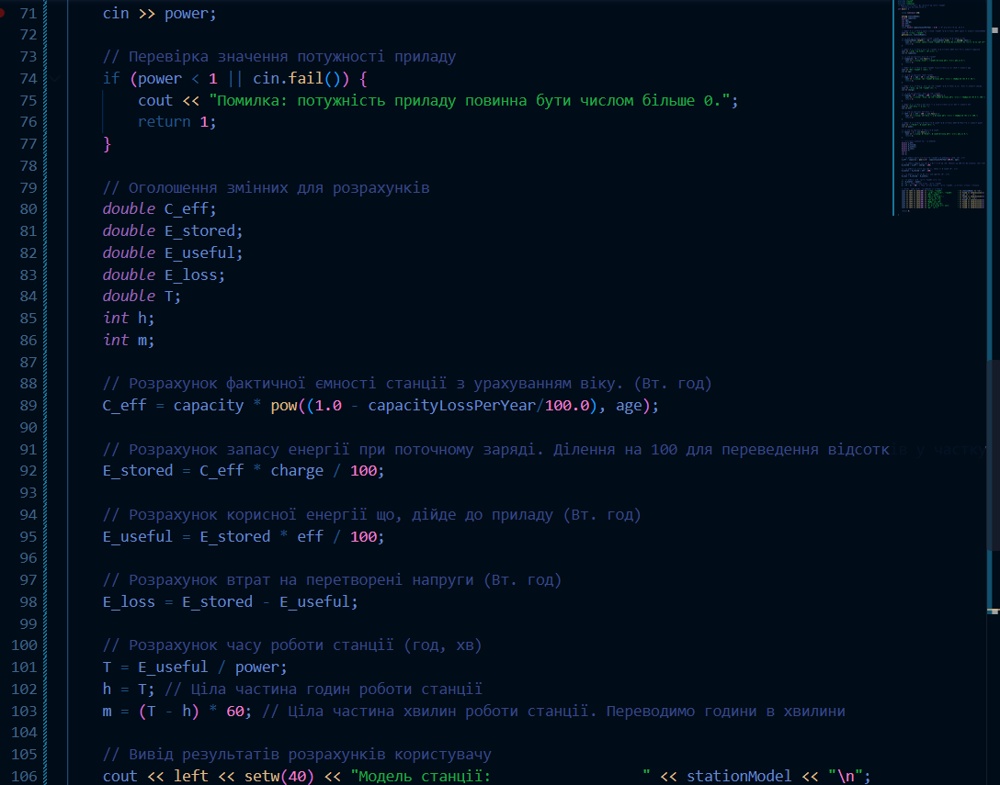 71 cin >> power;
72
73 // Перевірка значення потужності приладу
74 if (power < 1 || cin.fail()) {
75 cout << "Помилка: потужність приладу повинна бути числом більше 0.";
76 return 1;
77 }
78
79 // Оголошення змінних для розрахунків
80 double C_eff;
81 double E_stored;
82 double E_useful;
83 double E_loss;
84 double T;
85 int h;
86 int m;
87
88 // Розрахунок фактичної ємності станції з урахуванням віку. (Вт. год)
89 C_eff = capacity * pow((1.0 - capacityLossPerYear/100.0), age);
90
91 // Розрахунок запасу енергії при поточному заряді. Ділення на 100 для переведення відсотків у частку
92 E_stored = C_eff * charge / 100;
93
94 // Розрахунок корисної енергії що, дійде до приладу (Вт. год)
95 E_useful = E_stored * eff / 100;
96
97 // Розрахунок втрат на перетворені напруги (Вт. год)
98 E_loss = E_stored - E_useful;
99
100 // Розрахунок часу роботи станції (год, хв)
101 T = E_useful / power;
102 h = T; // Ціла частина годин роботи станції
103 m = (T - h) * 60; // Ціла частина хвилин роботи станції. Переводимо години в хвилини
104
105 // Вивід результатів розрахунків користувачу
106 cout << left << setw(40) << "Модель станції: " << stationModel << "\n";